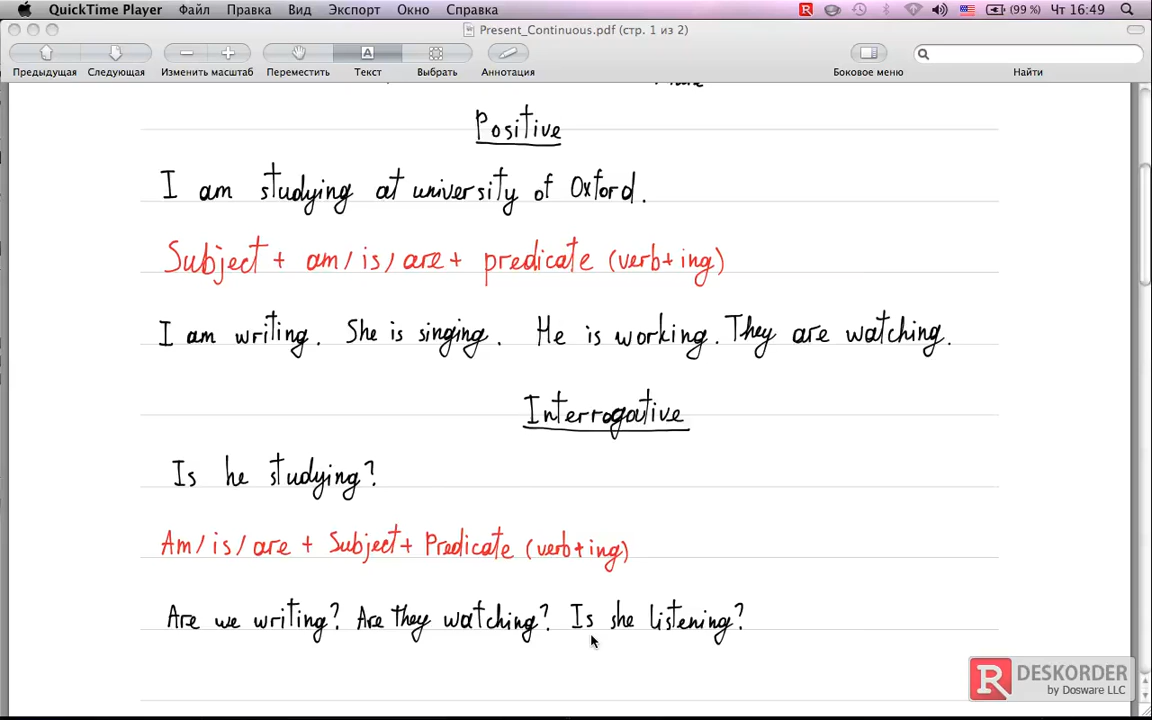 QuickTime Player Файл Правка Вид Экспорт Окно Справка (99 %) Чт 16:49
Present_Continuous.pdf (стр. 1 из 2)
Предыдущая Следующая Изменить масштаб Переместить Текст Выбрать Аннотация Боковое меню Найти
Positive
I am studying at university of Oxford.
Subject + am/is/are + predicate (verb+ing)
I am writing. She is singing. He is working. They are watching.
Interrogative
Is he studying?
Am/is/are + Subject + Predicate (verb+ing)
Are we writing? Are they watching? Is she listening?
R DESKORDER
by Dosware LLC